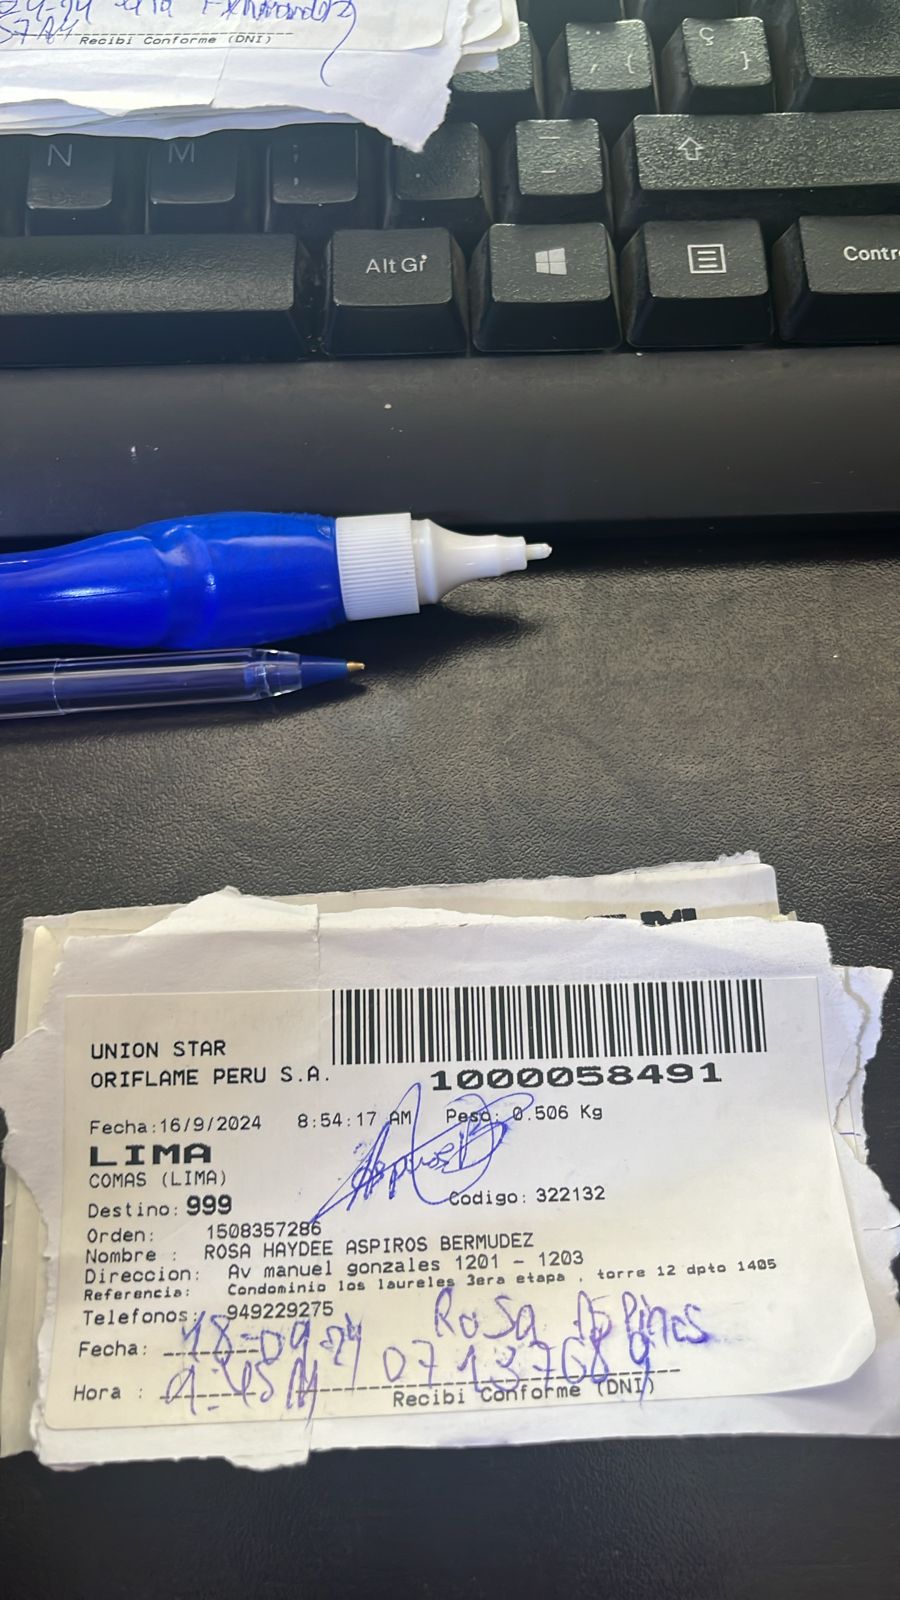 Recibi Conforme (DNI)
N M
Alt Gr
Contr
UNION STAR
ORIFLAME PERU S.A.
1000058491
Fecha:16/9/2024 8:54:17 AM Peso: 0.506 Kg
LIMA
COMAS (LIMA)
Destino: 999 Codigo: 322132
Orden: 1508357286
Nombre : ROSA HAYDEE ASPIROS BERMUDEZ
Direccion: Av manuel gonzales 1201 - 1203
Referencia: Condominio los laureles 3era etapa , torre 12 dpto 1405
Telefonos: 949229275
Rosa Aspiros
Fecha: 18-09-24
07137689
Hora :
Recibi Conforme (DNI)